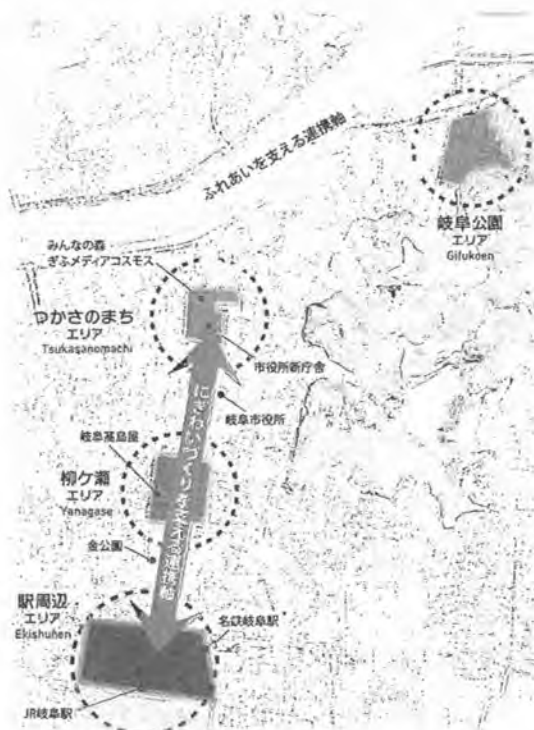 ふれあいを支える連携軸
岐阜公園
エリア
Gifukoen
みんなの森
ぎふメディアコスモス
つかさのまち
エリア
Tsukasanomachi
市役所新庁舎
岐阜市役所
にぎわいづくりを支える連携軸
岐阜高島屋
柳ケ瀬
エリア
Yanagase
金公園
駅周辺
エリア
Ekishuhen
名鉄岐阜駅
JR岐阜駅